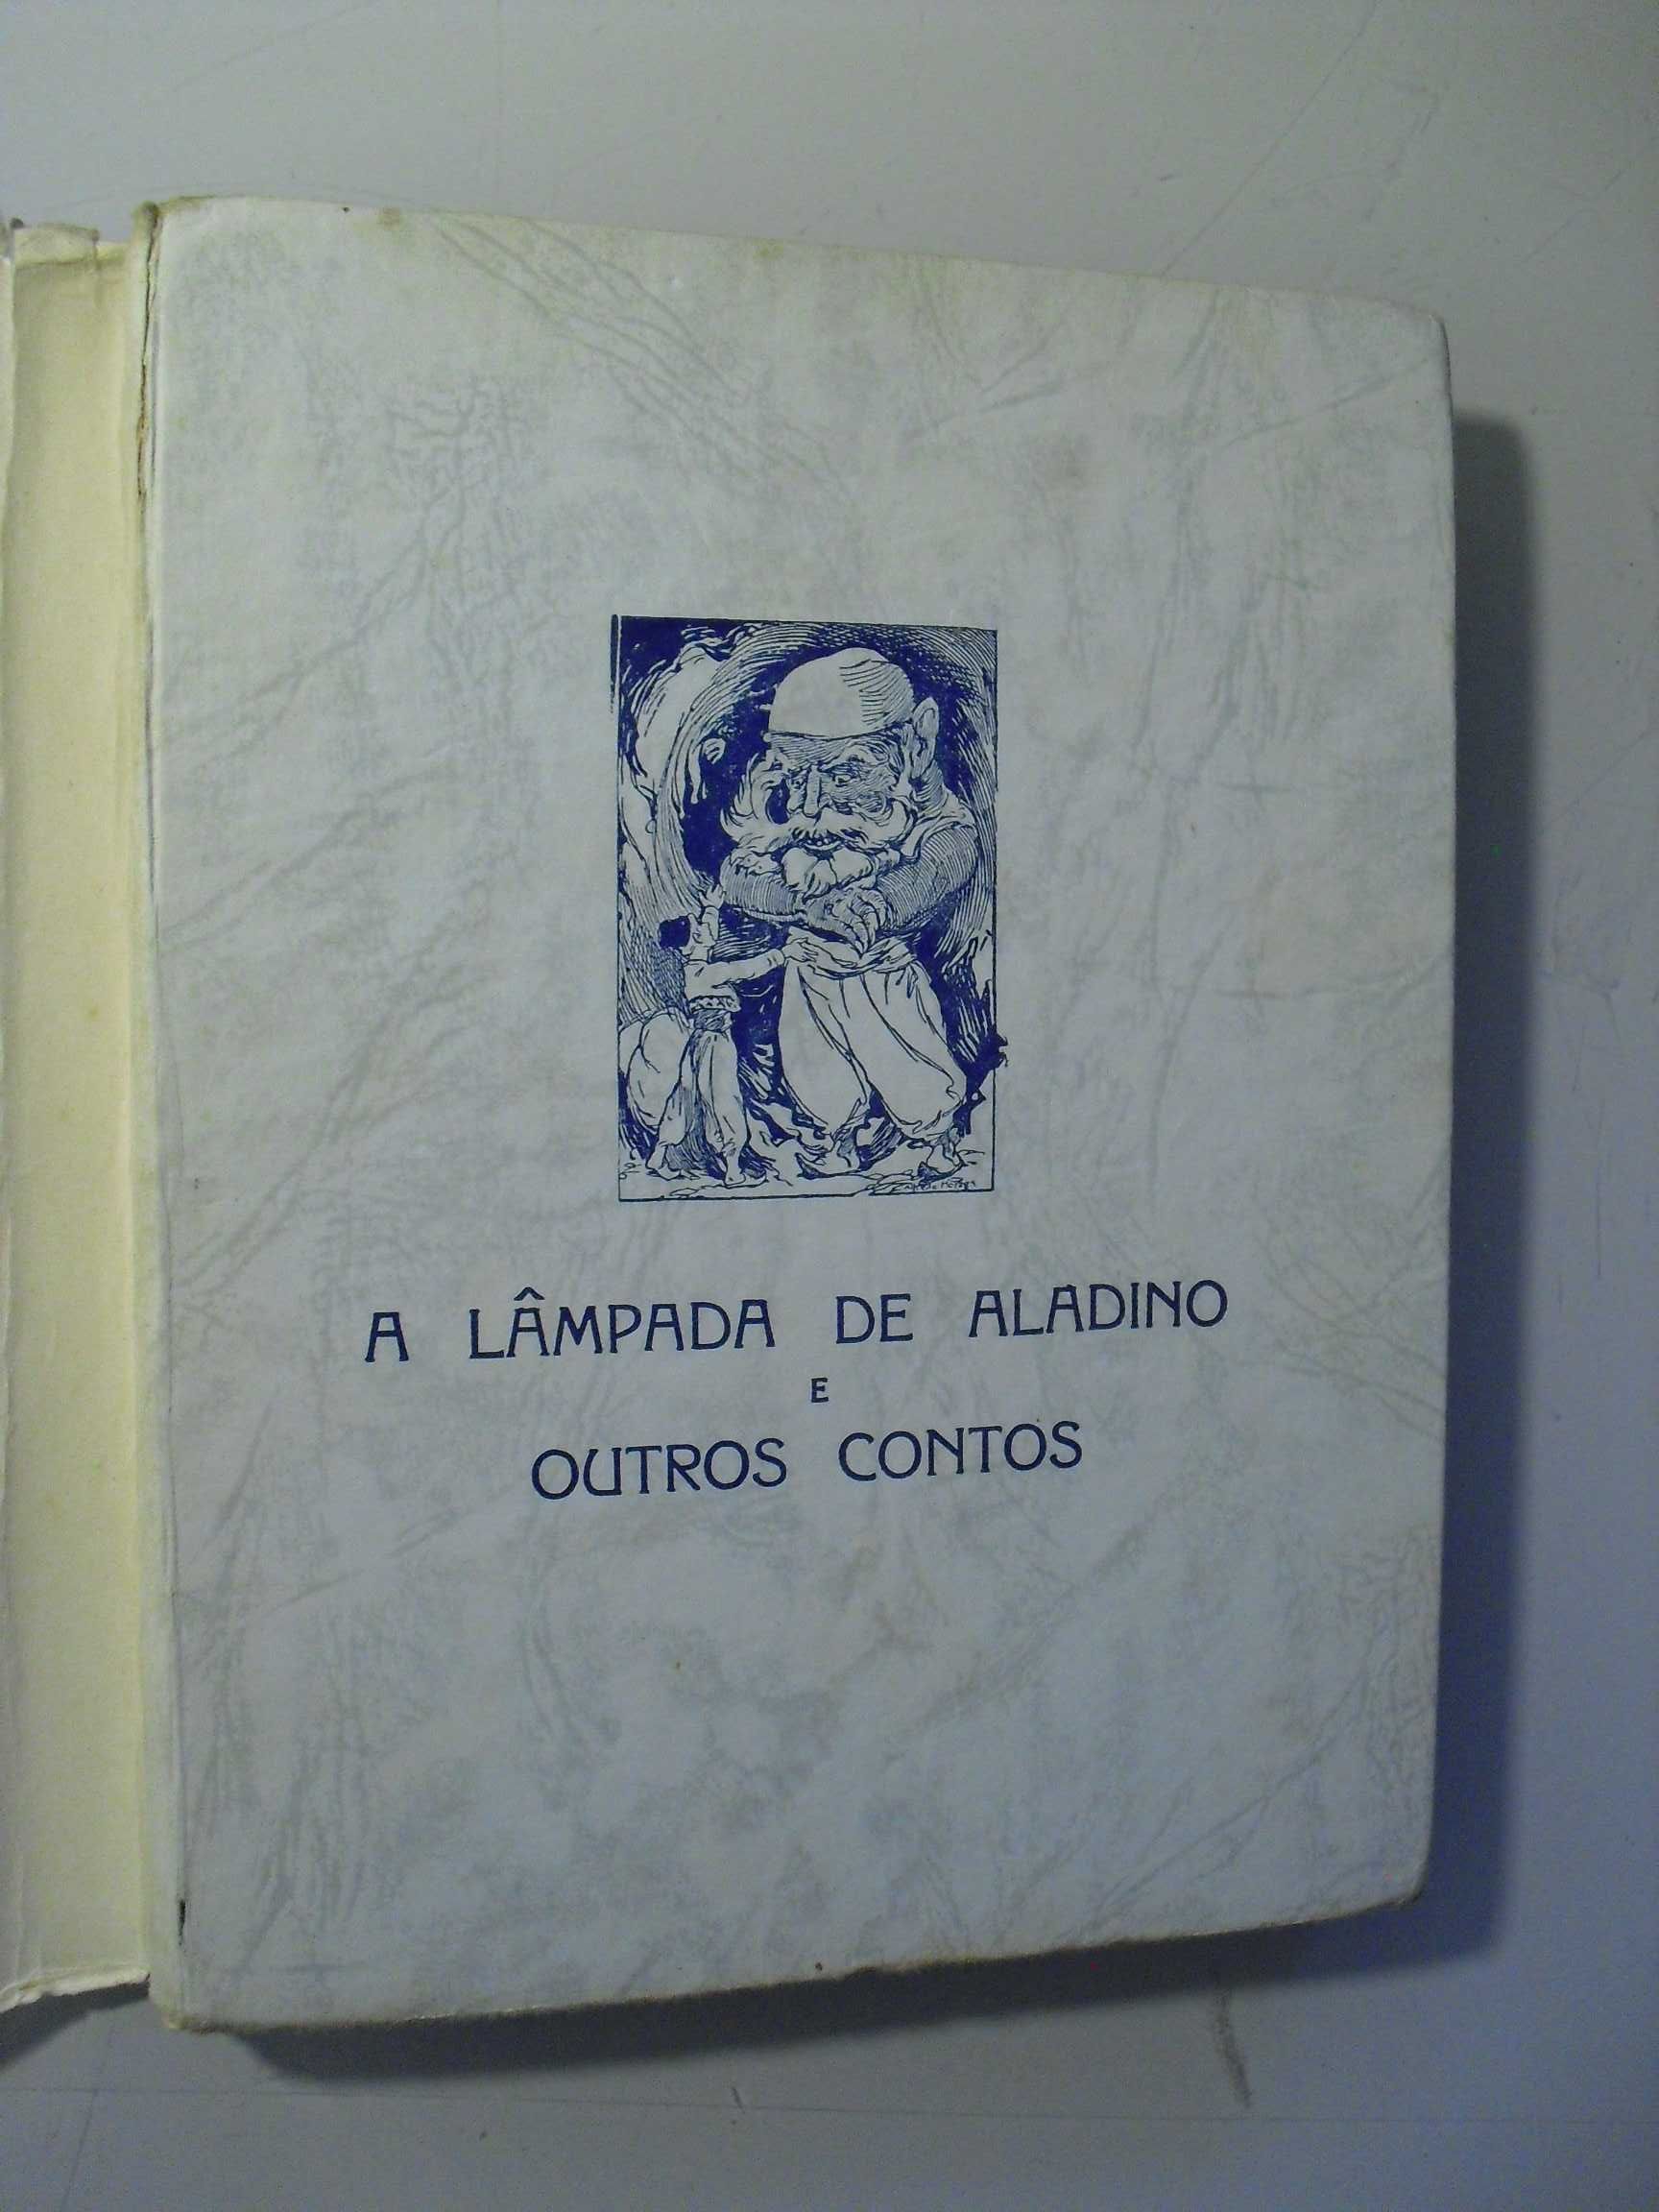 A LÂMPADA DE ALADINO
E
OUTROS CONTOS